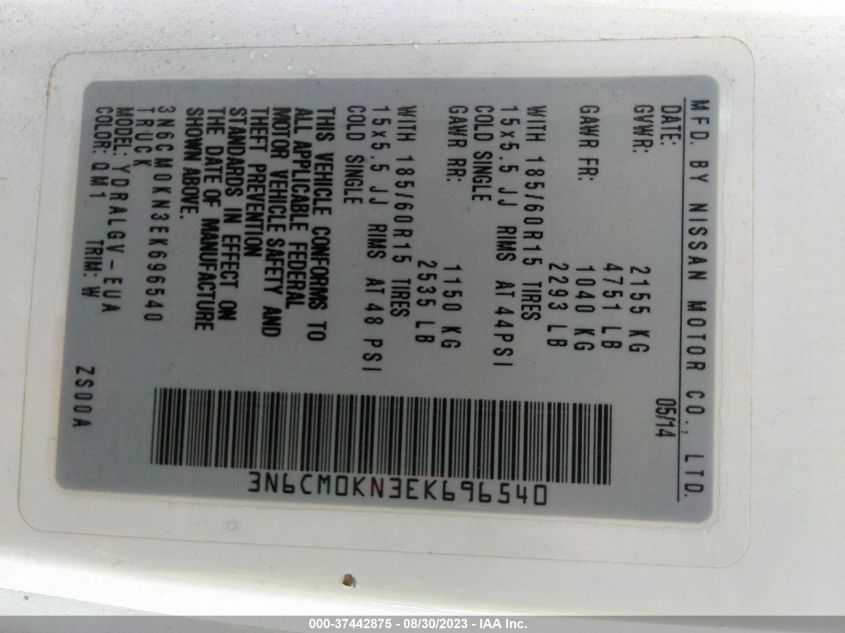 MFD. BY NISSAN MOTOR CO., LTD.
DATE: 05/14
GVWR: 2155 KG
4751 LB
GAWR FR: 1040 KG
2293 LB
WITH 185/60R15 TIRES
15x5.5 JJ RIMS AT 44PSI
COLD SINGLE
GAWR RR: 1150 KG
2535 LB
WITH 185/60R15 TIRES
15x5.5 JJ RIMS AT 48 PSI
COLD SINGLE
THIS VEHICLE CONFORMS TO
ALL APPLICABLE FEDERAL
MOTOR VEHICLE SAFETY AND
THEFT PREVENTION
STANDARDS IN EFFECT ON
THE DATE OF MANUFACTURE
SHOWN ABOVE.
3N6CM0KN3EK696540
TRUCK
MODEL: YDRALGV-EUA
COLOR: QM1 TRIM: W ZS00A
3N6CM0KN3EK696540
000-37442875 - 08/30/2023 - IAA Inc.